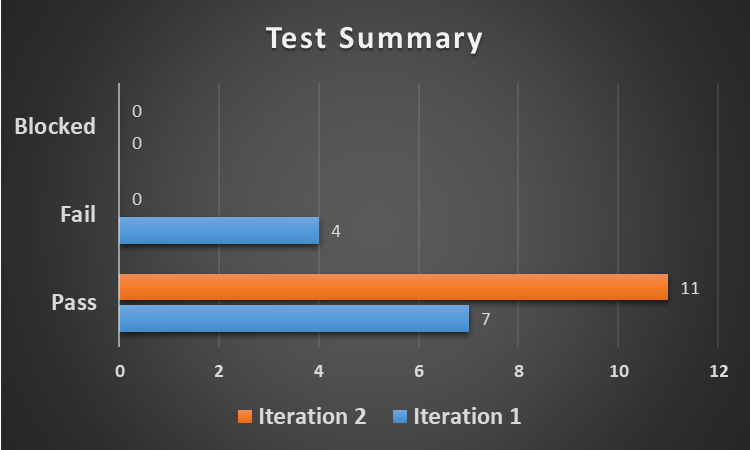 Test Summary
Blocked
0
0
Fail
0
4
Pass
11
7
0 2 4 6 8 10 12
Iteration 2 Iteration 1